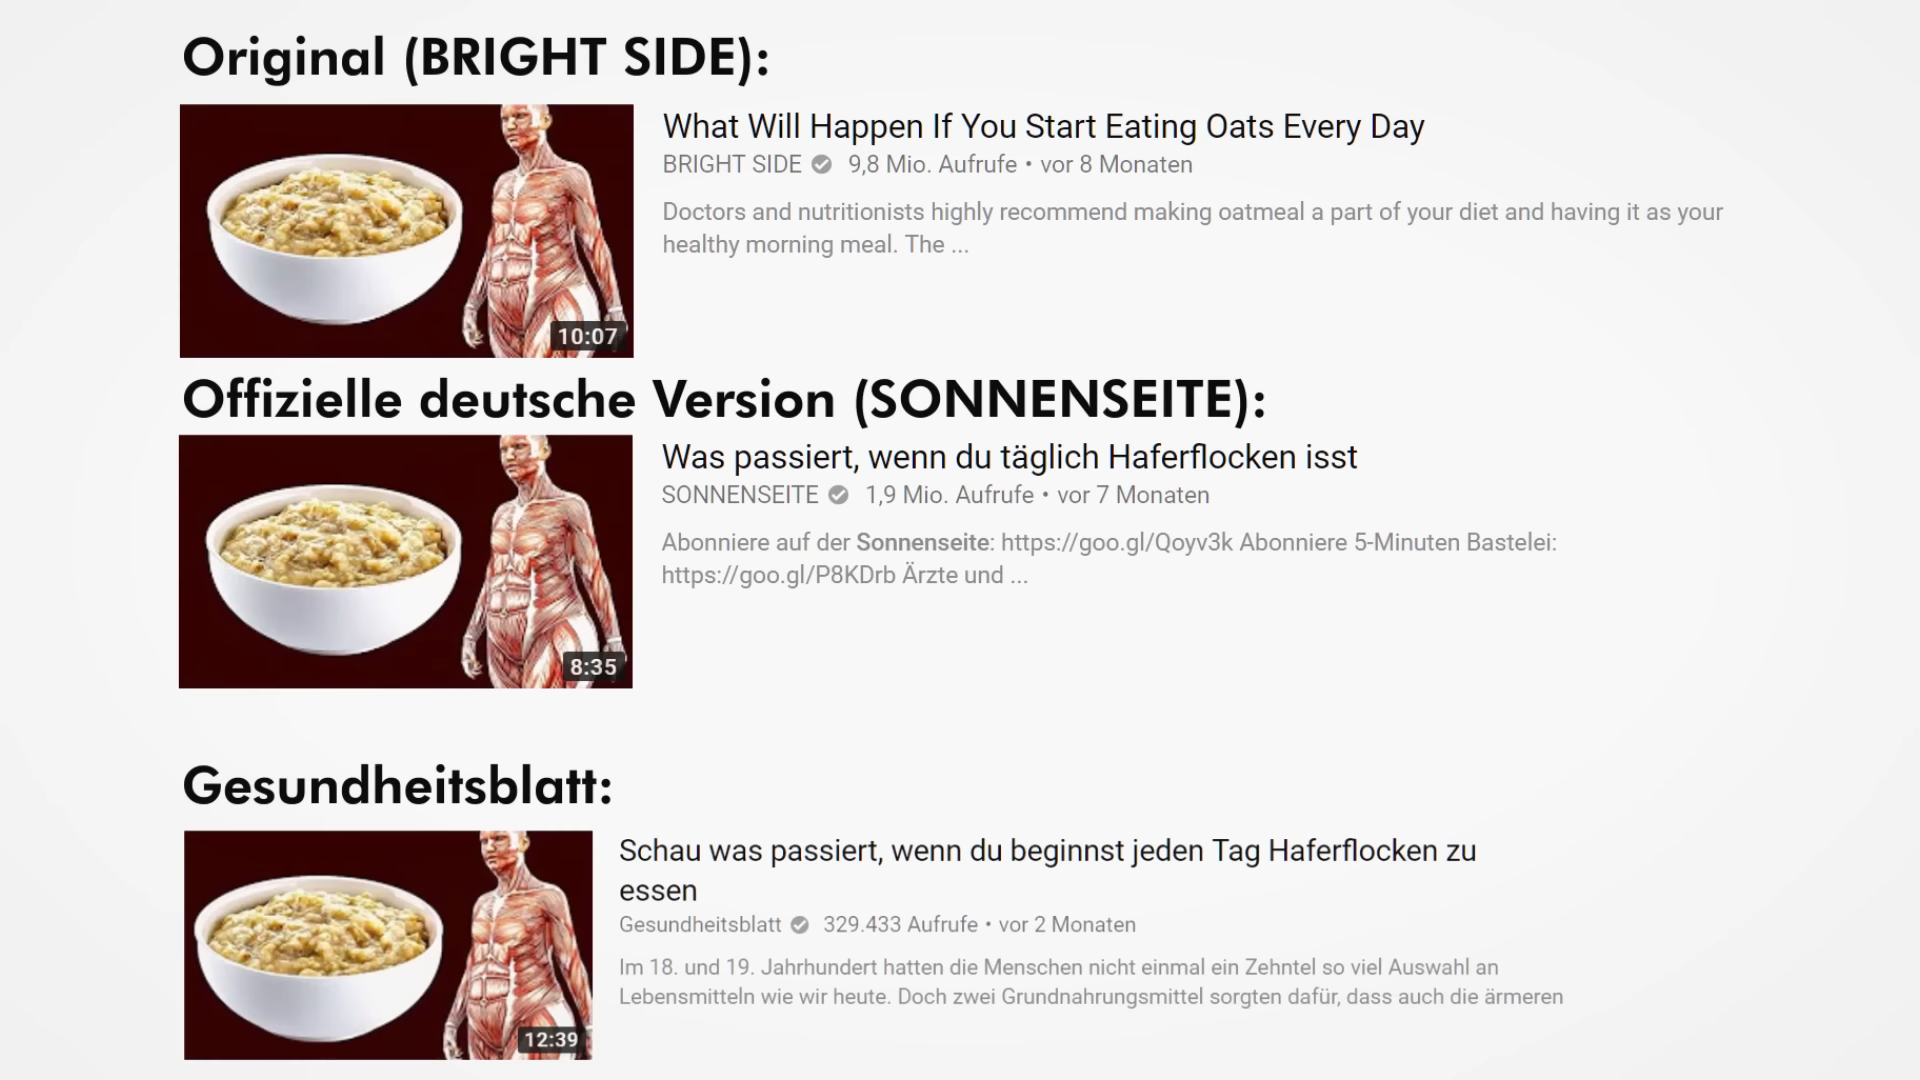 Original (BRIGHT SIDE):
What Will Happen If You Start Eating Oats Every Day
BRIGHT SIDE 9,8 Mio. Aufrufe • vor 8 Monaten
Doctors and nutritionists highly recommend making oatmeal a part of your diet and having it as your
healthy morning meal. The ...
10:07
Offizielle deutsche Version (SONNENSEITE):
Was passiert, wenn du täglich Haferflocken isst
SONNENSEITE 1,9 Mio. Aufrufe • vor 7 Monaten
Abonniere auf der Sonnenseite: https://goo.gl/Qoyv3k Abonniere 5-Minuten Bastelei:
https://goo.gl/P8KDrb Ärzte und ...
8:35
Gesundheitsblatt:
Schau was passiert, wenn du beginnst jeden Tag Haferflocken zu
essen
Gesundheitsblatt 329.433 Aufrufe • vor 2 Monaten
Im 18. und 19. Jahrhundert hatten die Menschen nicht einmal ein Zehntel so viel Auswahl an
Lebensmitteln wie wir heute. Doch zwei Grundnahrungsmittel sorgten dafür, dass auch die ärmeren
12:39